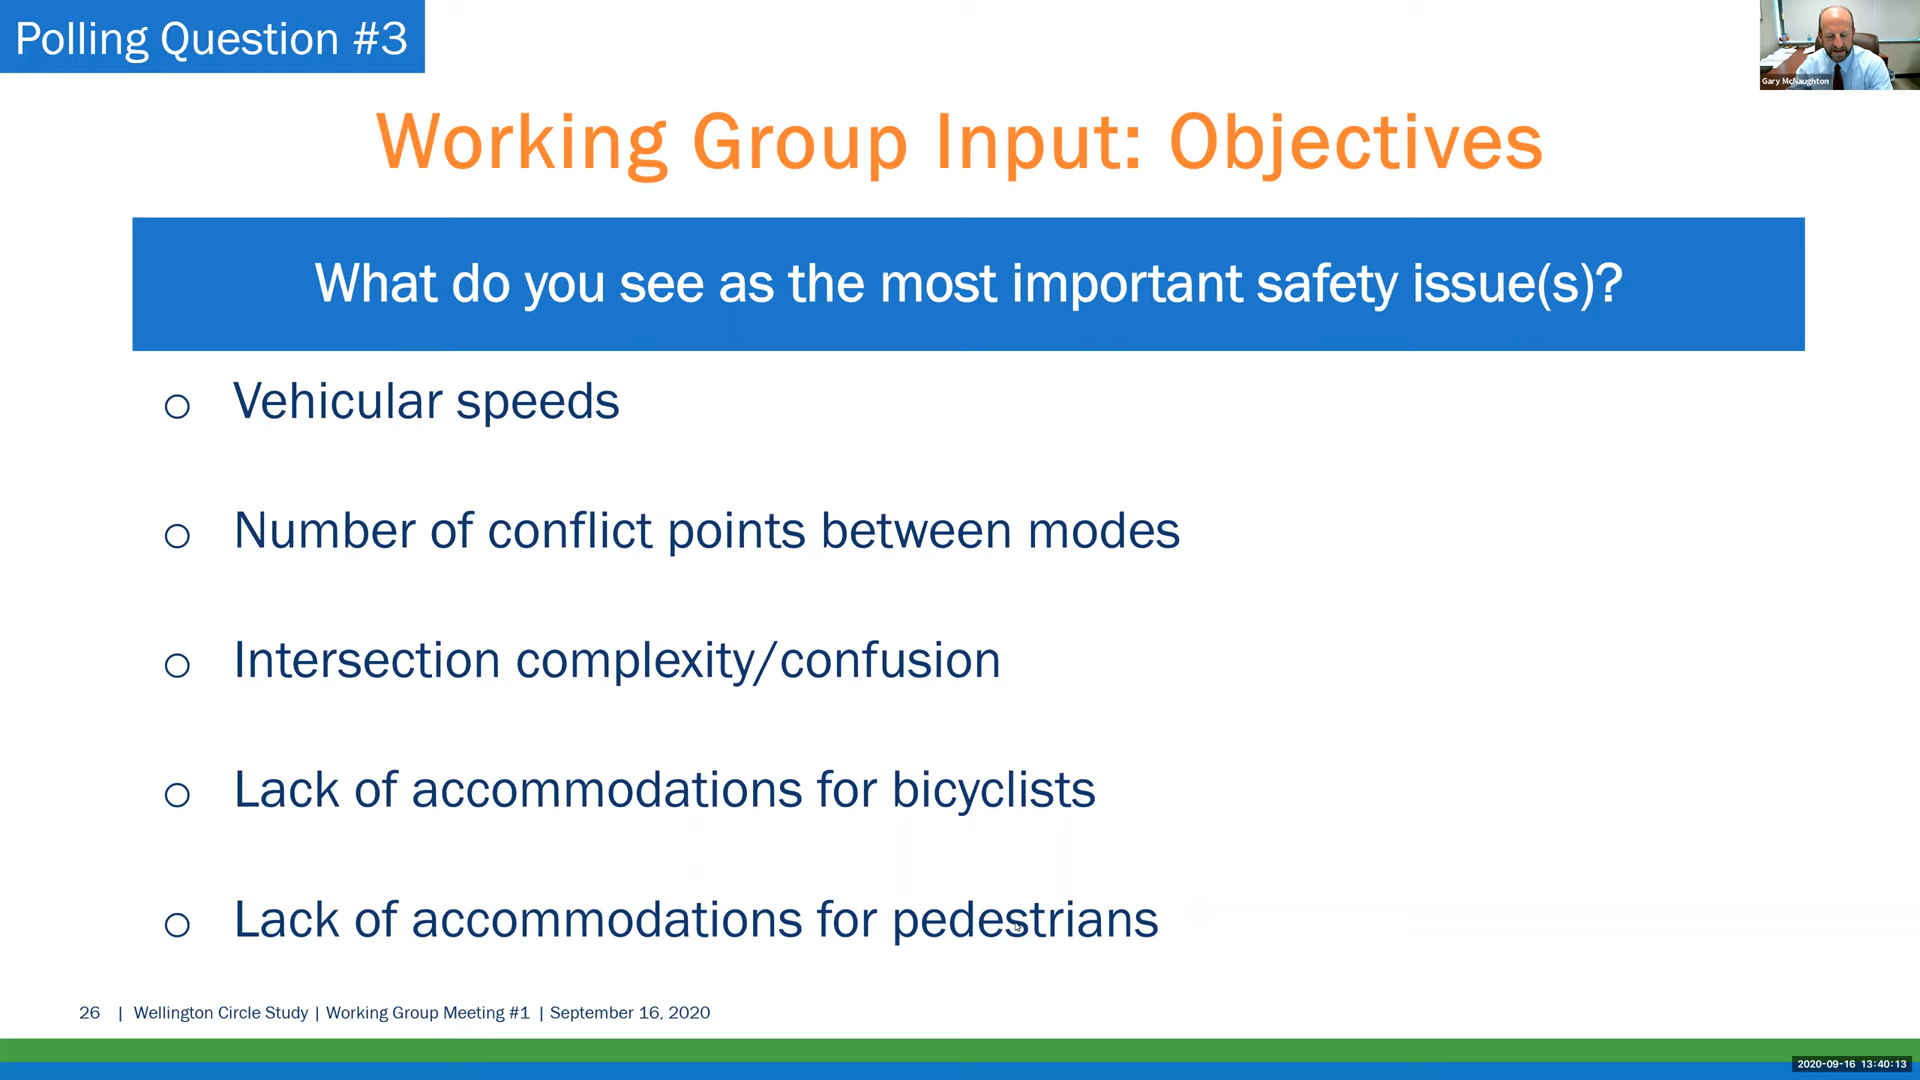 Polling Question #3
Gary McNaughton
Working Group Input: Objectives
What do you see as the most important safety issue(s)?
o Vehicular speeds
o Number of conflict points between modes
o Intersection complexity/confusion
o Lack of accommodations for bicyclists
o Lack of accommodations for pedestrians
26 | Wellington Circle Study | Working Group Meeting #1 | September 16, 2020
2020-09-16 13:40:13